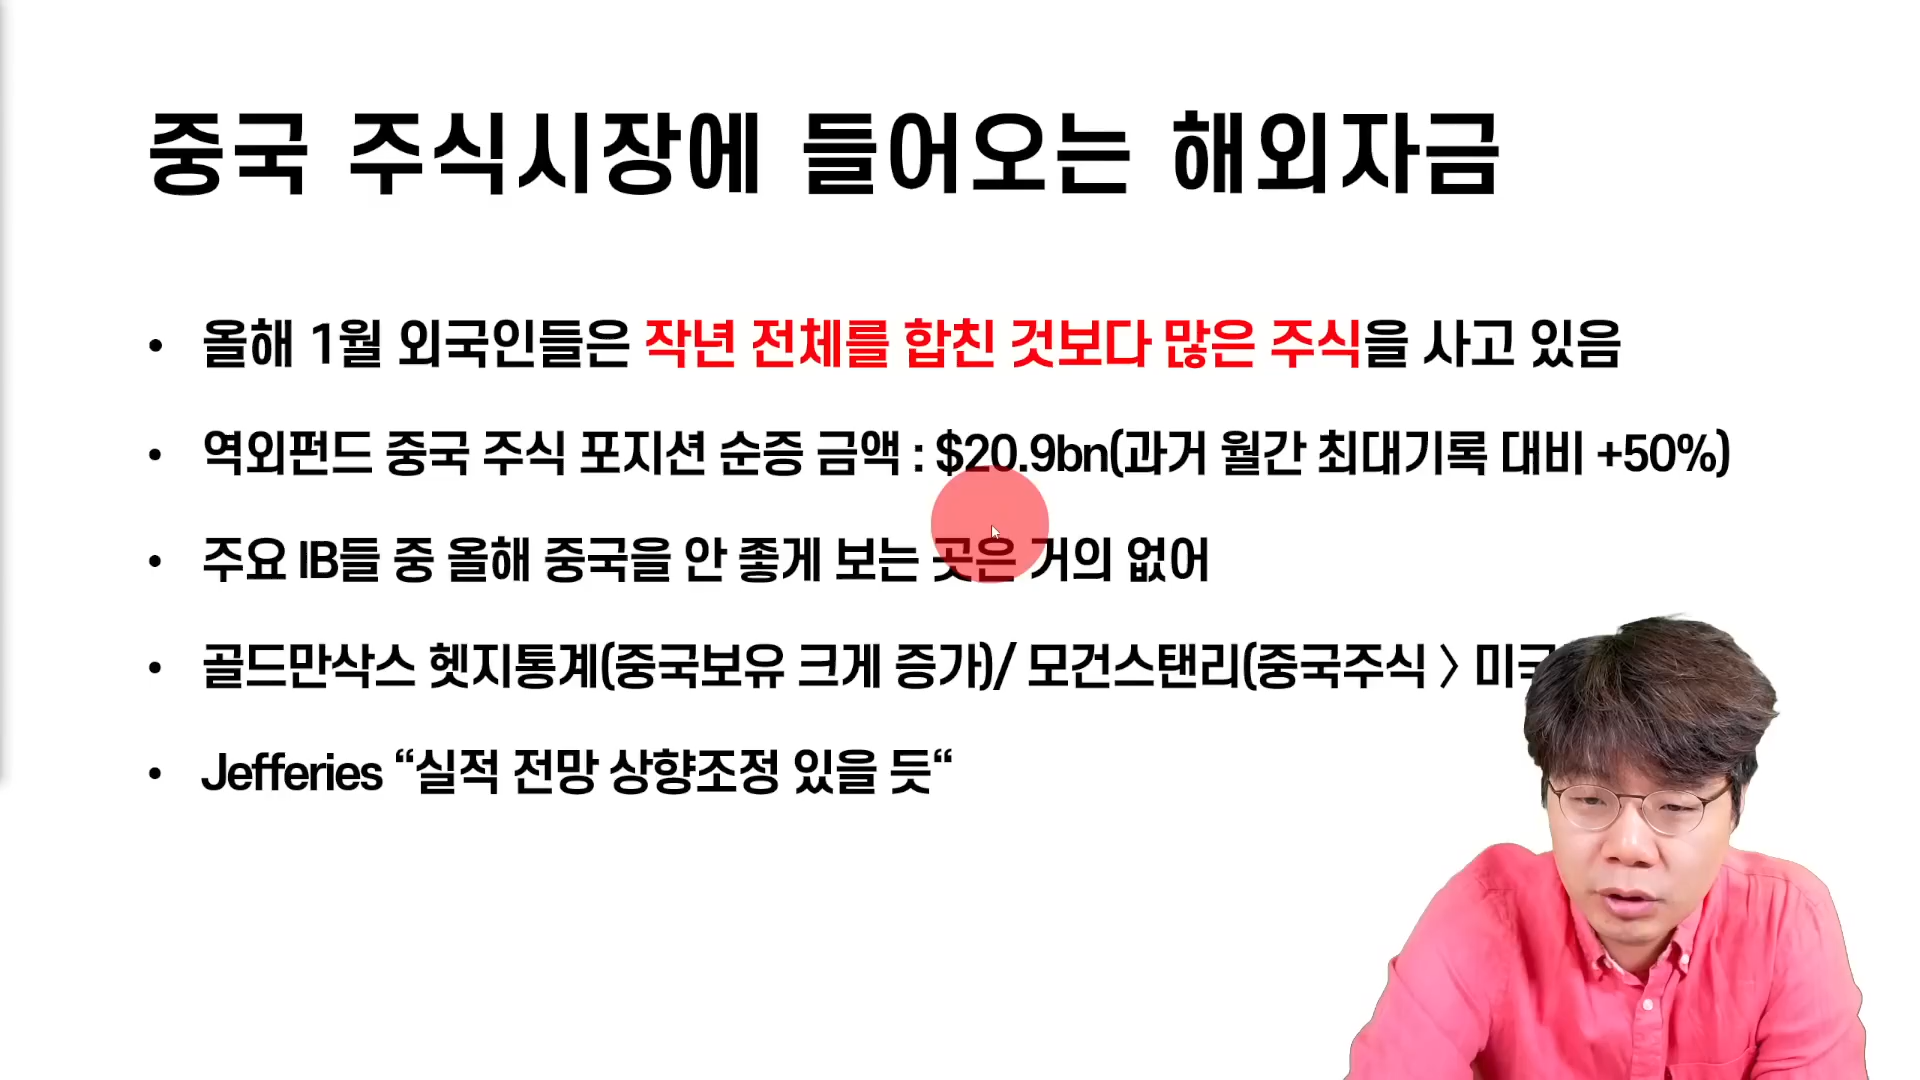 중국 주식시장에 들어오는 해외자금
• 올해 1월 외국인들은 작년 전체를 합친 것보다 많은 주식을 사고 있음
• 역외펀드 중국 주식 포지션 순증 금액 : $20.9bn(과거 월간 최대기록 대비 +50%)
• 주요 IB들 중 올해 중국을 안 좋게 보는 곳은 거의 없어
• 골드만삭스 헷지통계(중국보유 크게 증가)/ 모건스탠리(중국주식 > 미국
• Jefferies “실적 전망 상향조정 있을 듯“